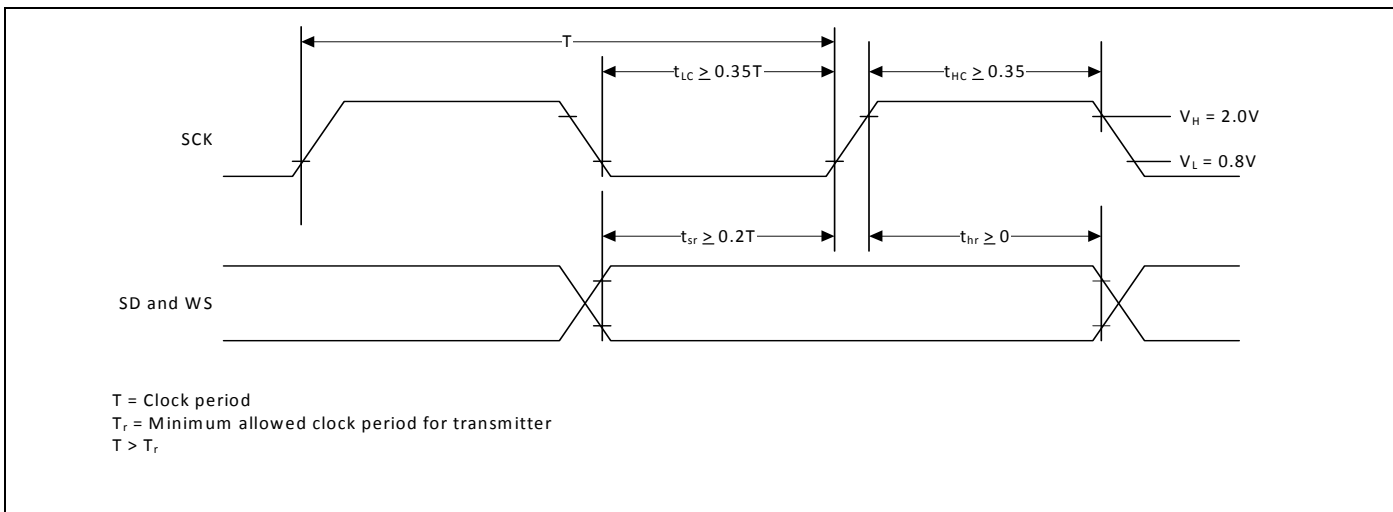 T
t_LC ≥ 0.35T
t_HC ≥ 0.35
SCK
V_H = 2.0V
V_L = 0.8V
t_sr ≥ 0.2T
t_hr ≥ 0
SD and WS
T = Clock period
T_r = Minimum allowed clock period for transmitter
T > T_r